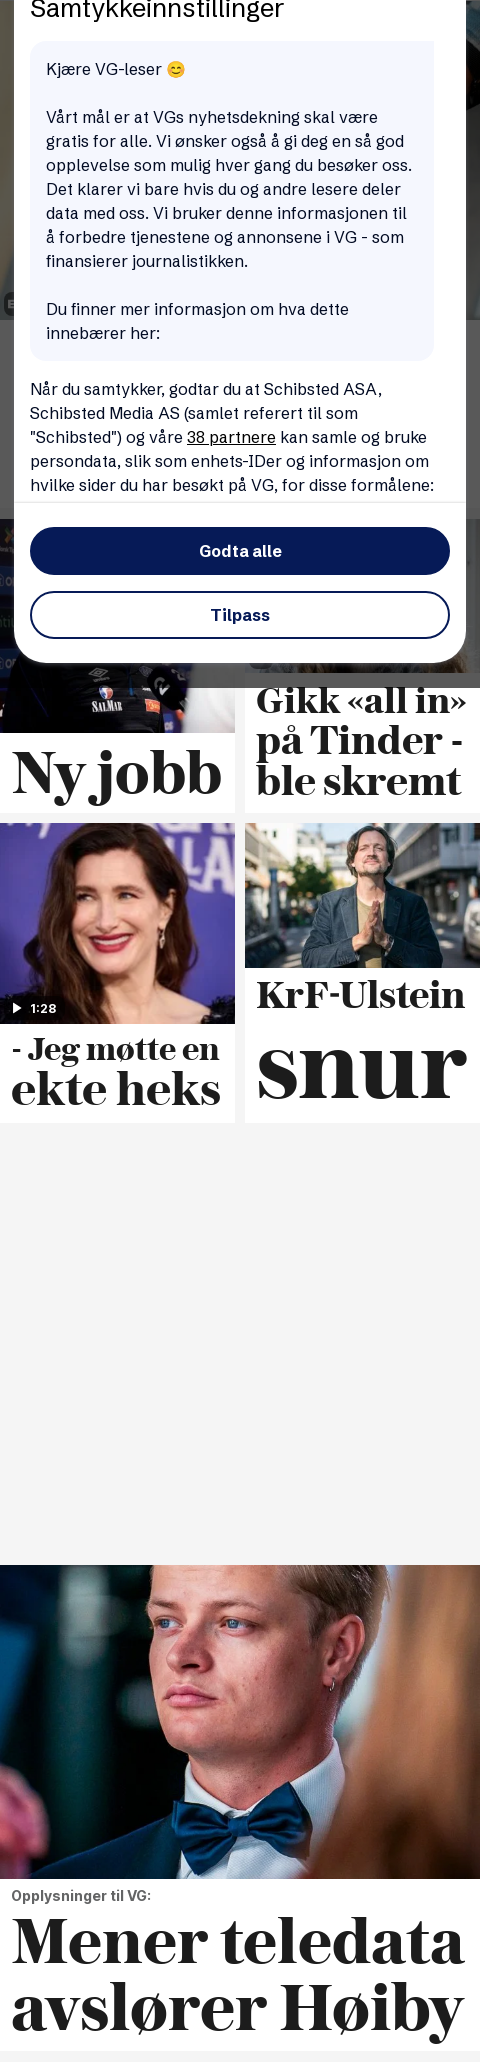 Samtykkeinnstillinger
Kjære VG-leser 😊
Vårt mål er at VGs nyhetsdekning skal være
gratis for alle. Vi ønsker også å gi deg en så god
opplevelse som mulig hver gang du besøker oss.
Det klarer vi bare hvis du og andre lesere deler
data med oss. Vi bruker denne informasjonen til
å forbedre tjenestene og annonsene i VG - som
finansierer journalistikken.
Du finner mer informasjon om hva dette
innebærer her:
Når du samtykker, godtar du at Schibsted ASA,
Schibsted Media AS (samlet referert til som
"Schibsted") og våre 38 partnere kan samle og bruke
persondata, slik som enhets-IDer og informasjon om
hvilke sider du har besøkt på VG, for disse formålene:
Godta alle
Tilpass
SALMAR
Ny jobb
Gikk «all in»
på Tinder -
ble skremt
1:28
- Jeg møtte en
ekte heks
KrF-Ulstein
snur
Opplysninger til VG:
Mener teledata
avslører Høiby